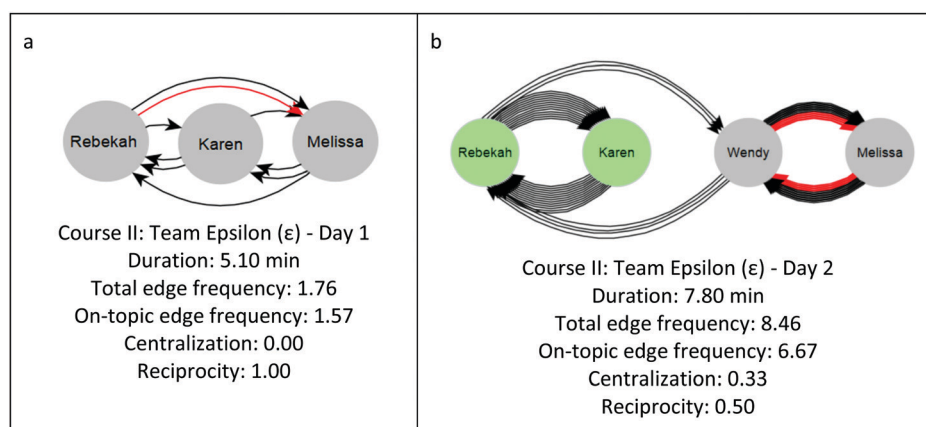 a
Rebekah
Karen
Melissa
Course II: Team Epsilon (ε) - Day 1
Duration: 5.10 min
Total edge frequency: 1.76
On-topic edge frequency: 1.57
Centralization: 0.00
Reciprocity: 1.00
b
Rebekah
Karen
Wendy
Melissa
Course II: Team Epsilon (ε) - Day 2
Duration: 7.80 min
Total edge frequency: 8.46
On-topic edge frequency: 6.67
Centralization: 0.33
Reciprocity: 0.50